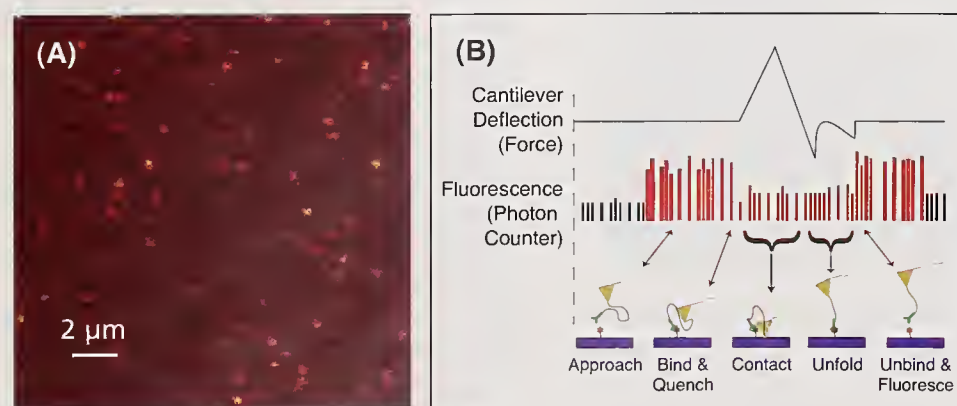 (A)
2 μm
(B)
Cantilever
Deflection
(Force)
Fluorescence
(Photon
Counter)
Approach
Bind &
Quench
Contact
Unfold
Unbind &
Fluoresce